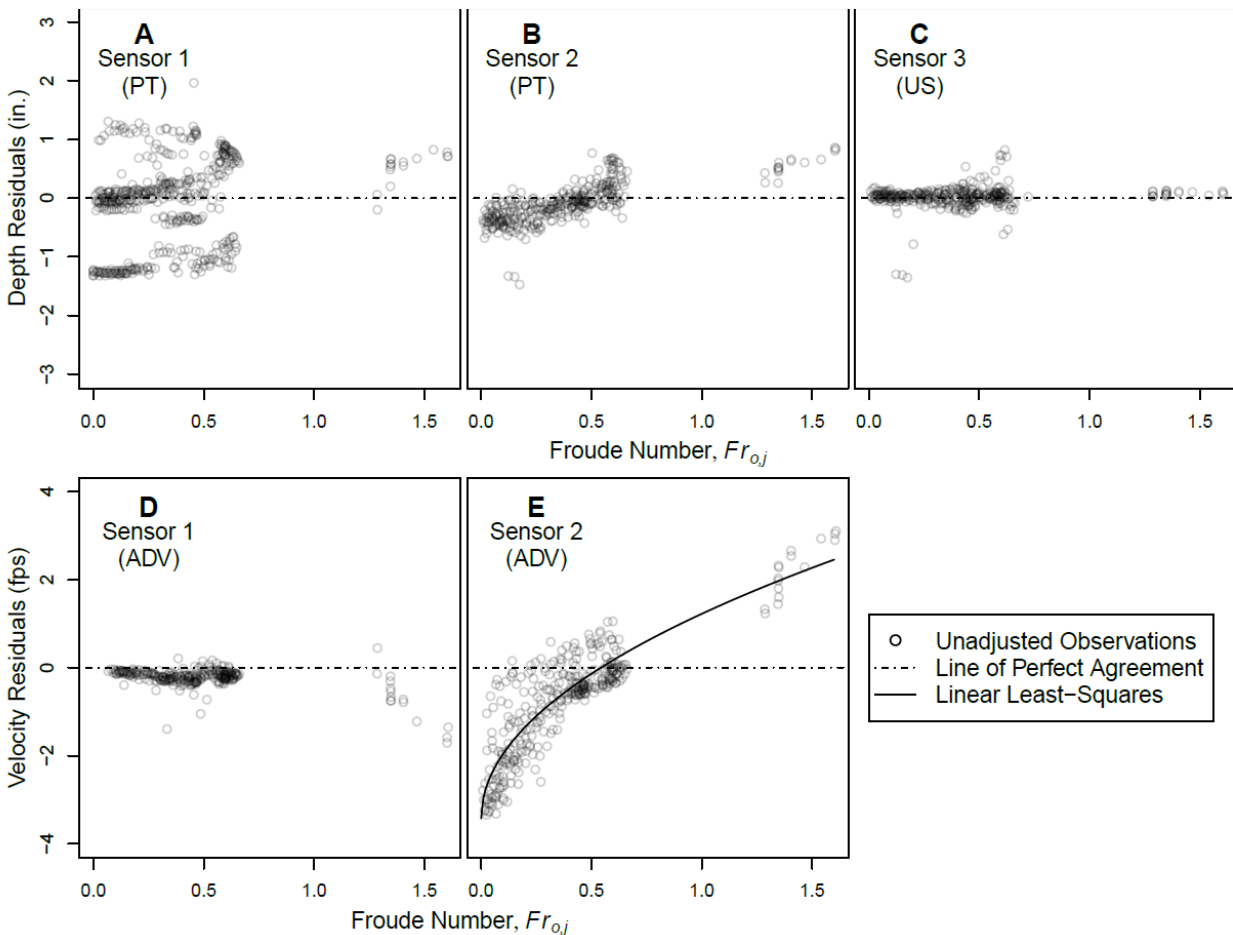 A
Sensor 1
(PT)
B
Sensor 2
(PT)
C
Sensor 3
(US)
Depth Residuals (in.)
3
2
1
0
−1
−2
−3
0.0 0.5 1.0 1.5
0.0 0.5 1.0 1.5
0.0 0.5 1.0 1.5
Froude Number, Fro,j
D
Sensor 1
(ADV)
E
Sensor 2
(ADV)
Velocity Residuals (fps)
4
2
0
−2
−4
0.0 0.5 1.0 1.5
0.0 0.5 1.0 1.5
Froude Number, Fro,j
Unadjusted Observations
Line of Perfect Agreement
Linear Least−Squares